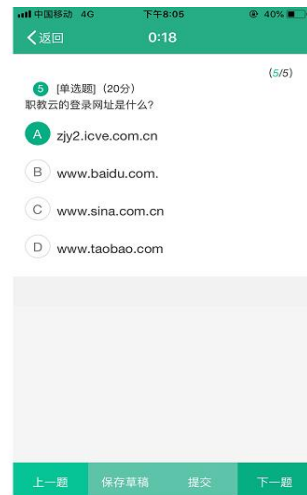 中国移动 4G 下午8:05 40%
返回 0:18
(5/5)
5 [单选题] (20分)
职教云的登录网址是什么?
A zjy2.icve.com.cn
B www.baidu.com.
C www.sina.com.cn
D www.taobao.com
上一题 保存草稿 提交 下一题